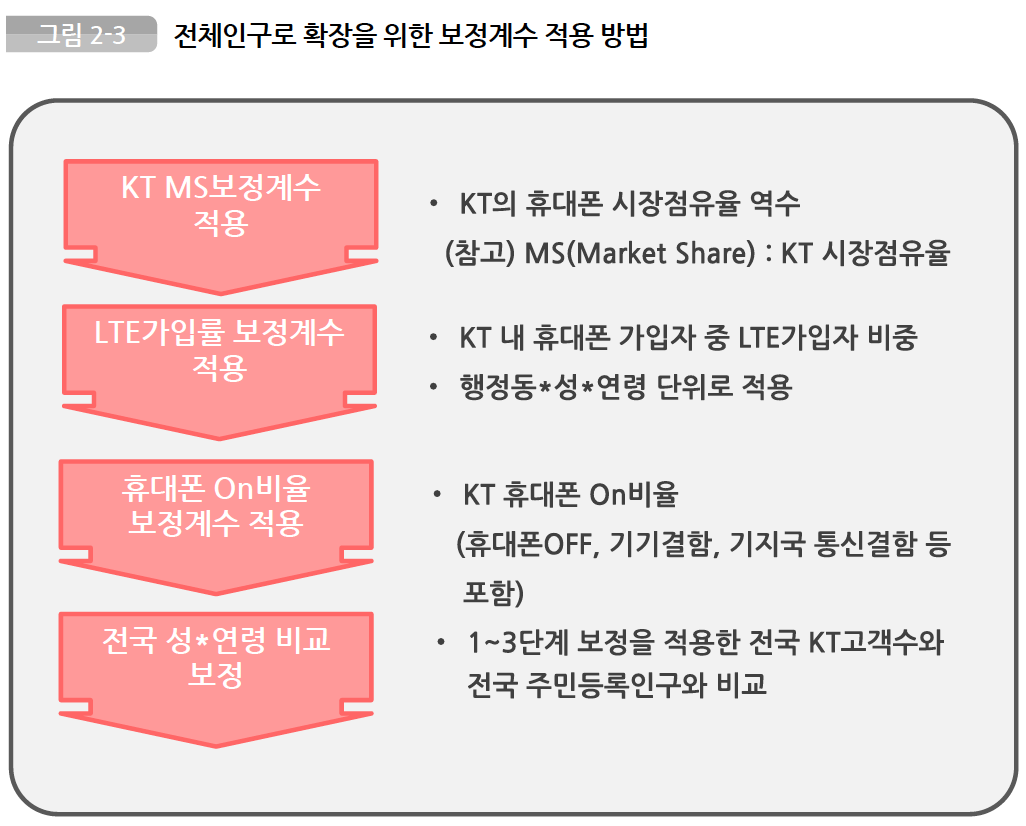 그림 2-3 전체인구로 확장을 위한 보정계수 적용 방법
KT MS보정계수
적용
• KT의 휴대폰 시장점유율 역수
(참고) MS(Market Share) : KT 시장점유율
LTE가입률 보정계수
적용
• KT 내 휴대폰 가입자 중 LTE가입자 비중
• 행정동*성*연령 단위로 적용
휴대폰 On비율
보정계수 적용
• KT 휴대폰 On비율
(휴대폰OFF, 기기결함, 기지국 통신결함 등
포함)
전국 성*연령 비교
보정
• 1~3단계 보정을 적용한 전국 KT고객수와
전국 주민등록인구와 비교